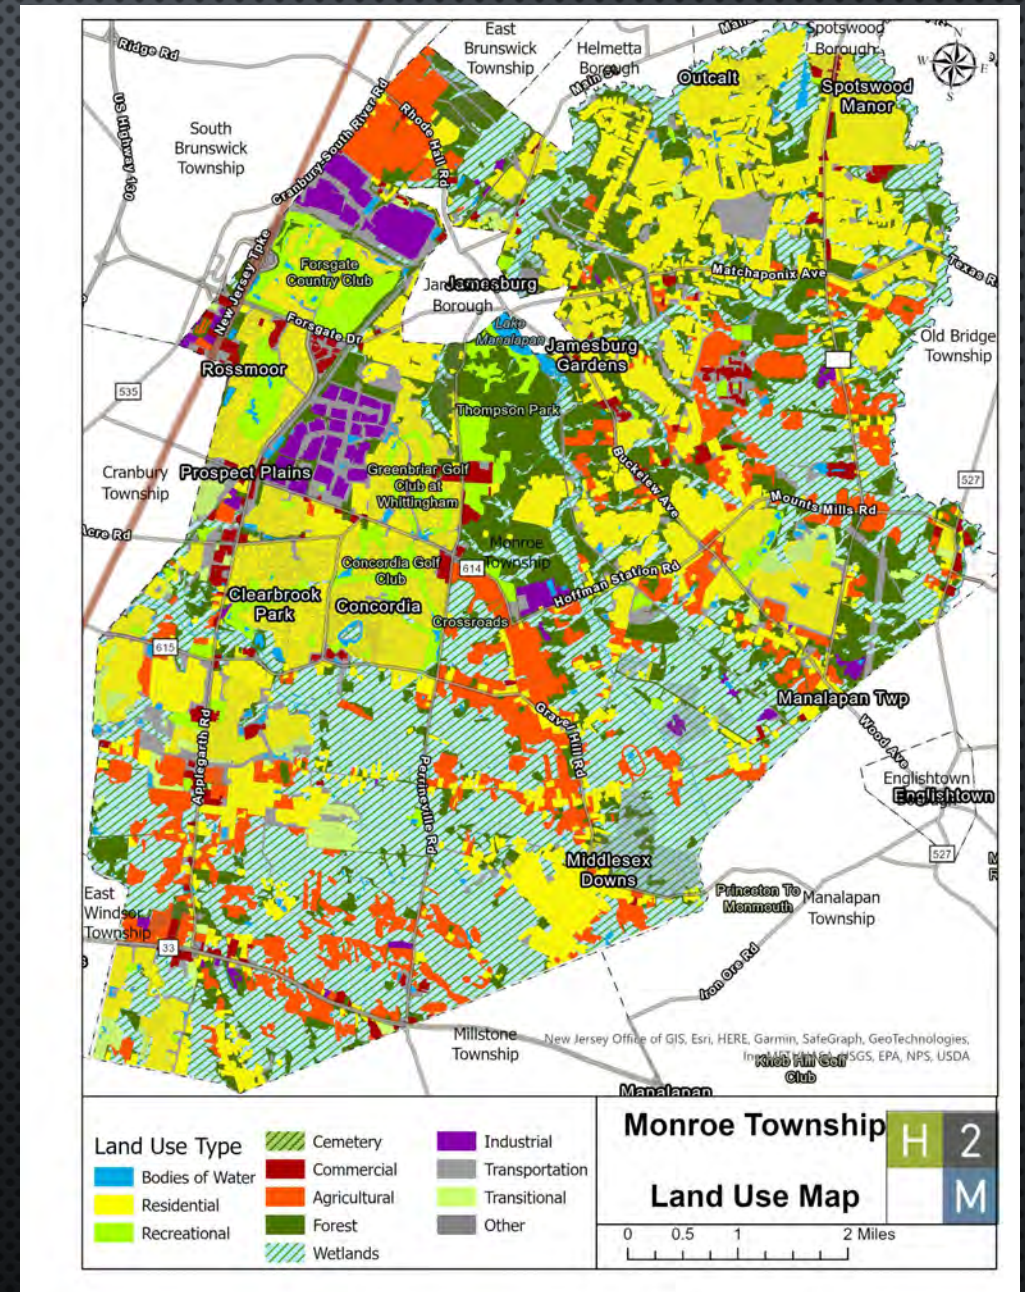 East
Brunswick
Township
Helmetta
Borough
Spotswood
Borough
Main St
Outcalt
Spotswood
Manor
N
W
E
S
Ridge Rd
US Highway 130
South
Brunswick
Township
Cranbury-South River Rd
Rhode Hall Rd
New Jersey Tpke
Forsgate
Country Club
Forsgate Dr
Jamesburg
Borough
Lake
Manalapan
Jamesburg
Gardens
Matchaponix Ave
Old Bridge
Township
Rossmoor
535
Thompson Park
Cranbury
Township
Prospect Plains
Greenbriar Golf
Club at
Whittingham
Buckelew Ave
527
Mounts Mills Rd
Monroe
Township
Concordia Golf
Club
614
Hoffman Station Rd
Clearbrook
Park
Concordia
Crossroads
615
Manalapan Twp
Applegarth Rd
Gravel Hill Rd
Wood Ave
Perrineville Rd
Englishtown
Englishtown
527
Middlesex
Downs
East
Windsor
Township
Princeton To
Monmouth
Manalapan
Township
33
Iron Ore Rd
Millstone
Township
New Jersey Office of GIS, Esri, HERE, Garmin, SafeGraph, GeoTechnologies,
USGS, EPA, NPS, USDA
Knob Hill Golf
Club
Manalapan
Land Use Type
Bodies of Water
Residential
Recreational
Cemetery
Commercial
Agricultural
Forest
Wetlands
Industrial
Transportation
Transitional
Other
Monroe Township
Land Use Map
H 2
M
0 0.5 1 2 Miles